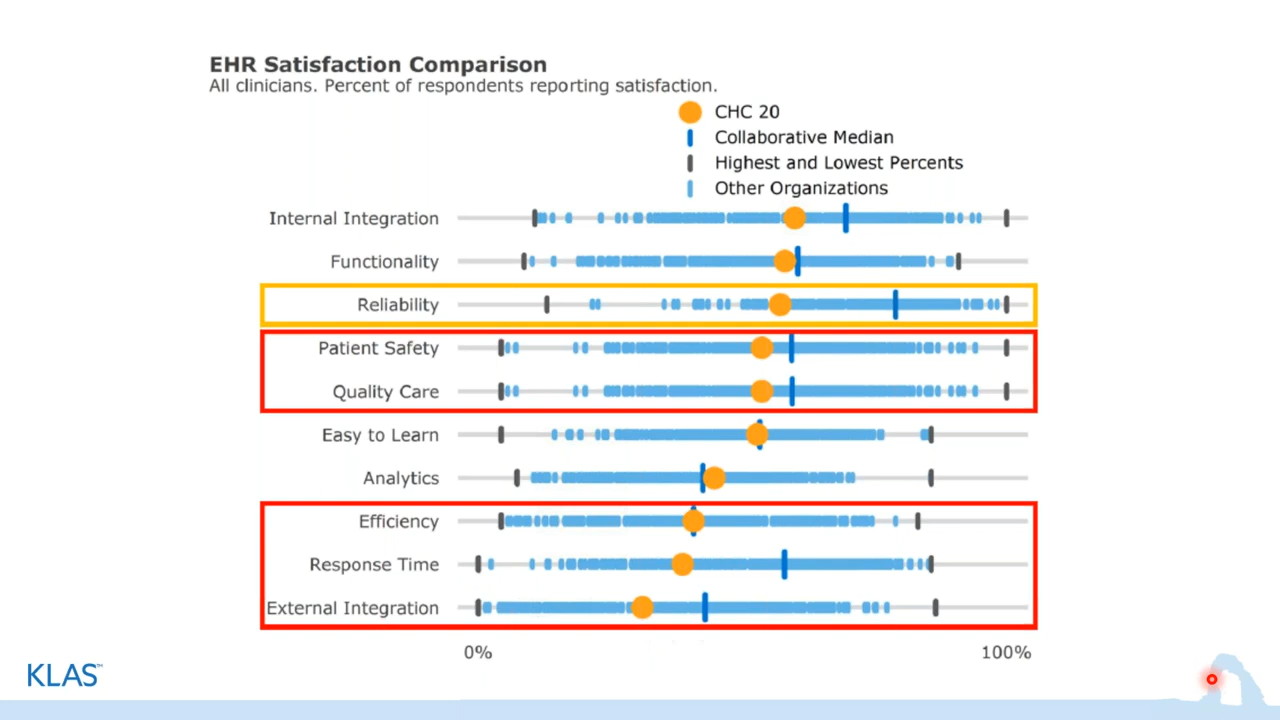 EHR Satisfaction Comparison
All clinicians. Percent of respondents reporting satisfaction.
CHC 20
Collaborative Median
Highest and Lowest Percents
Other Organizations
Internal Integration
Functionality
Reliability
Patient Safety
Quality Care
Easy to Learn
Analytics
Efficiency
Response Time
External Integration
0% 100%
KLAS™